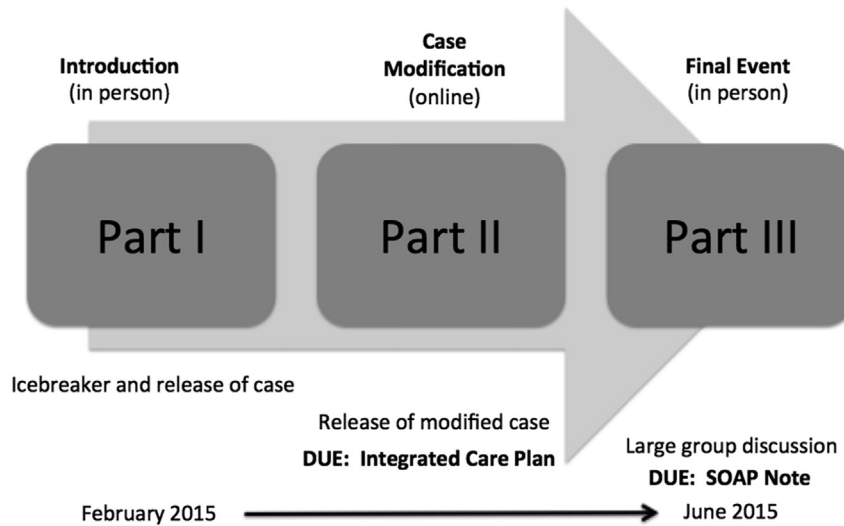 Introduction
(in person)
Case
Modification
(online)
Final Event
(in person)
Part I
Part II
Part III
Icebreaker and release of case
Release of modified case
DUE:  Integrated Care Plan
Large group discussion
DUE:  SOAP Note
February 2015
June 2015